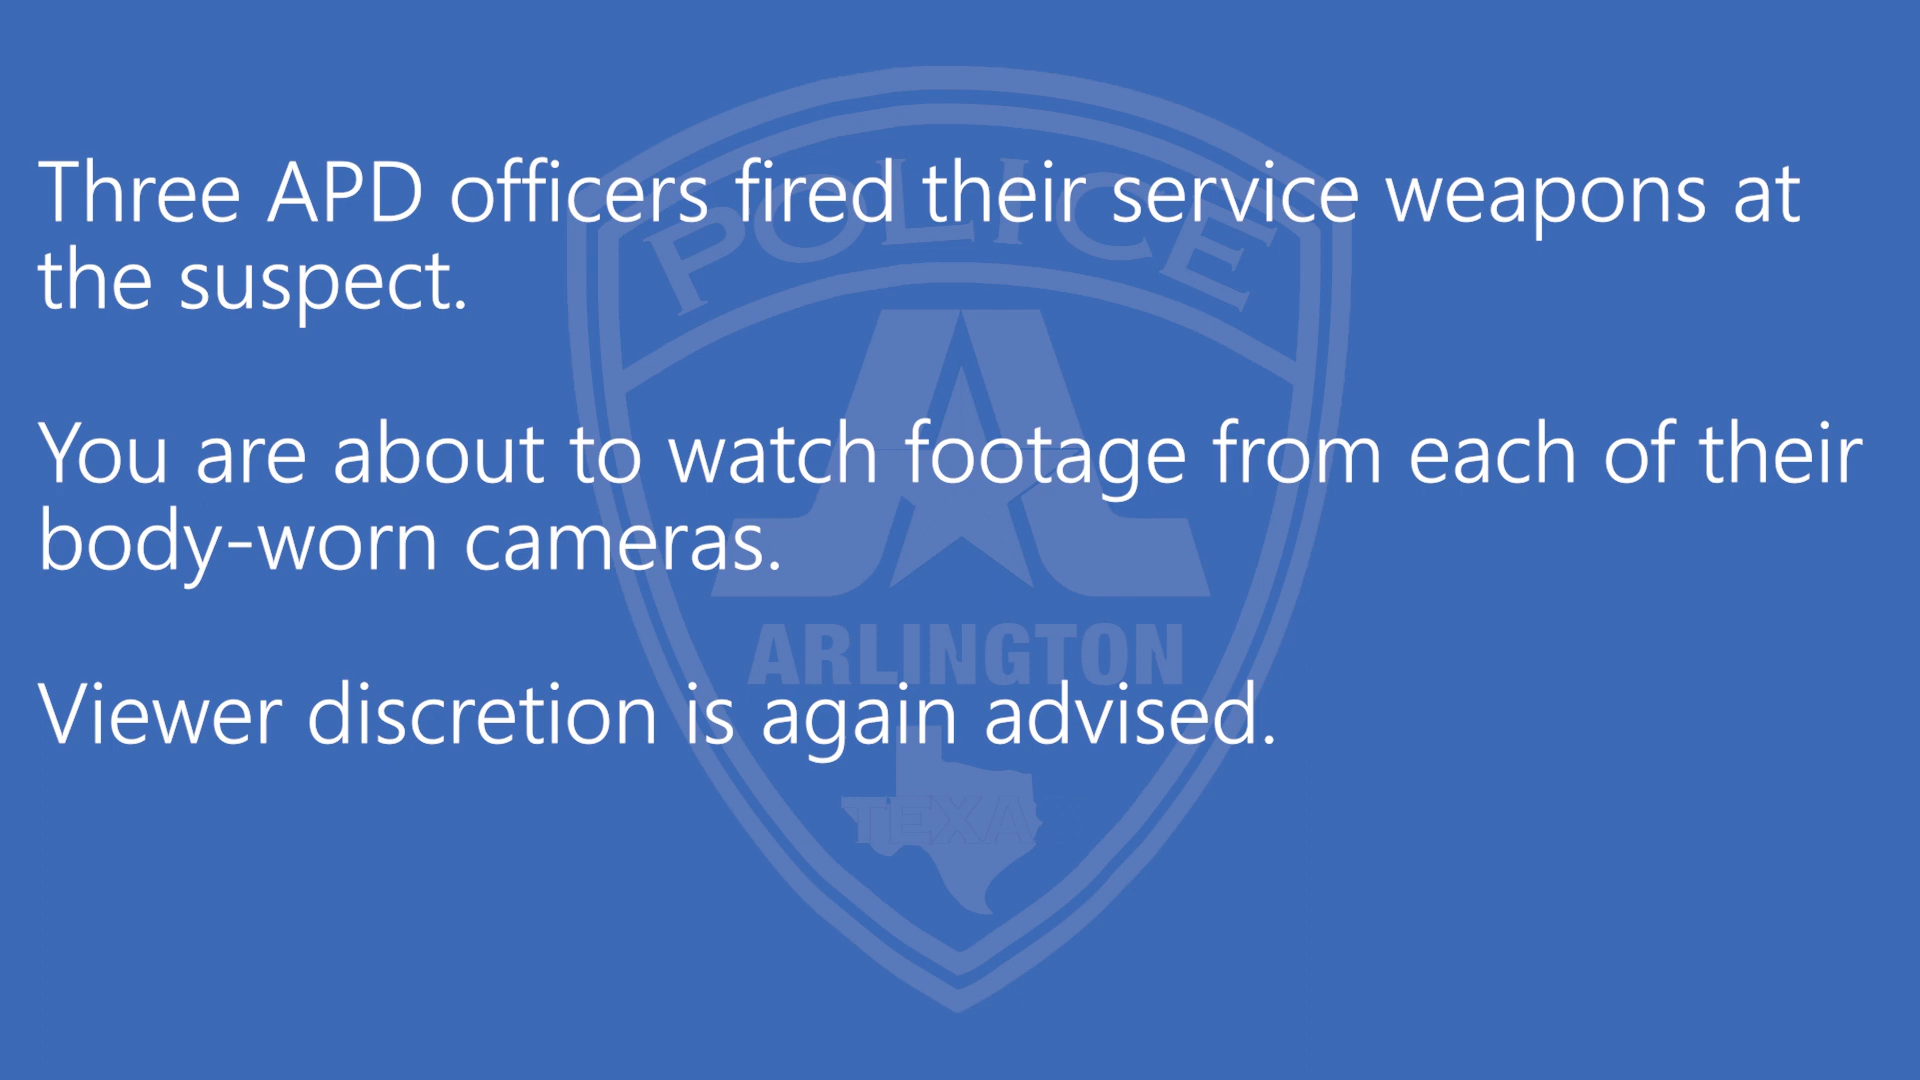 Three APD officers fired their service weapons at
the suspect.
You are about to watch footage from each of their
body-worn cameras.
Viewer discretion is again advised.
POLICE
ARLINGTON
TEXAS